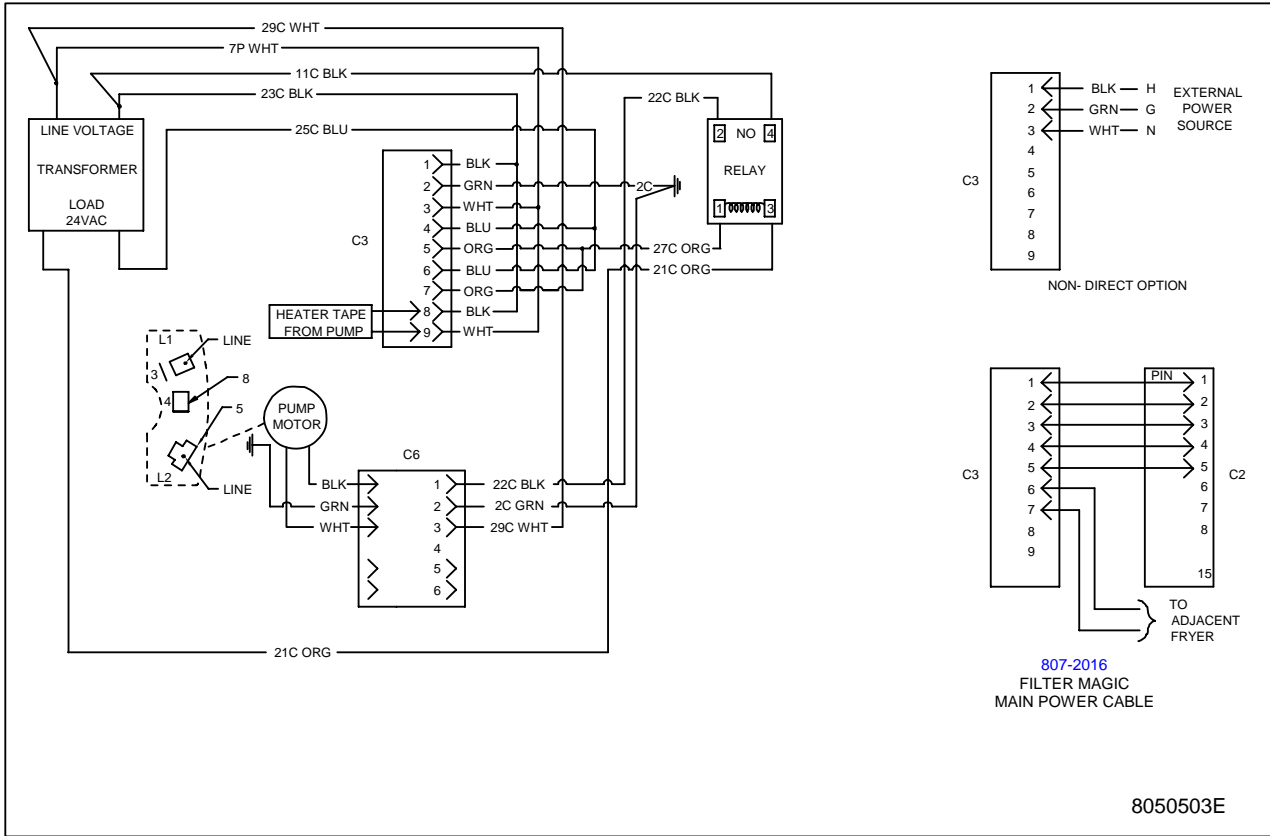 29C WHT
7P WHT
11C BLK
23C BLK
22C BLK
LINE VOLTAGE
TRANSFORMER
LOAD
24VAC
25C BLU
2 NO 4
RELAY
1 3
C3
1 BLK
2 GRN
3 WHT
4 BLU
5 ORG
6 BLU
7 ORG
8 BLK
9 WHT
2C
27C ORG
21C ORG
HEATER TAPE
FROM PUMP
L1
LINE
3
8
4
5
L2
LINE
PUMP
MOTOR
C6
BLK 1 22C BLK
GRN 2 2C GRN
WHT 3 29C WHT
4
5
6
21C ORG
1 BLK H
2 GRN G
3 WHT N
4
5
6
7
8
9
C3
EXTERNAL
POWER
SOURCE
NON- DIRECT OPTION
C3
1
2
3
4
5
6
7
8
9
PIN 1
2
3
4
5
6
7
8
15
C2
TO
ADJACENT
FRYER
807-2016
FILTER MAGIC
MAIN POWER CABLE
8050503E